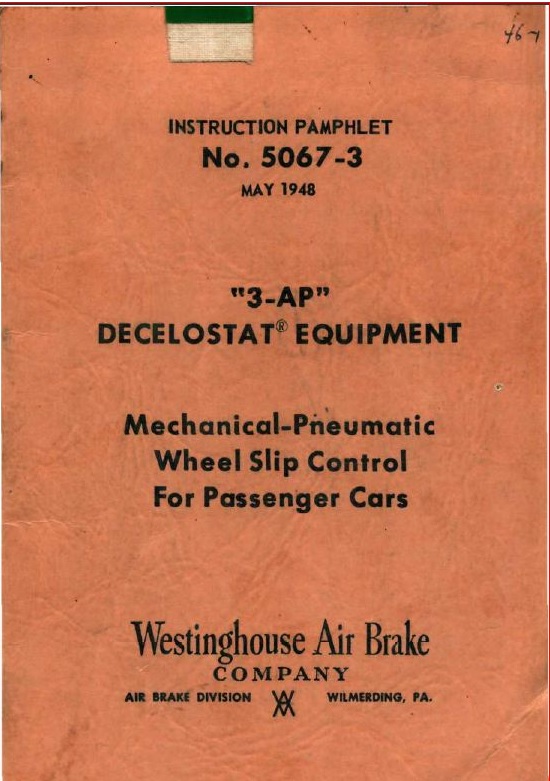 46-1
INSTRUCTION PAMPHLET
No. 5067-3
MAY 1948
"3-AP"
DECELOSTAT® EQUIPMENT
Mechanical-Pneumatic
Wheel Slip Control
For Passenger Cars
Westinghouse Air Brake
COMPANY
AIR BRAKE DIVISION WILMERDING, PA.